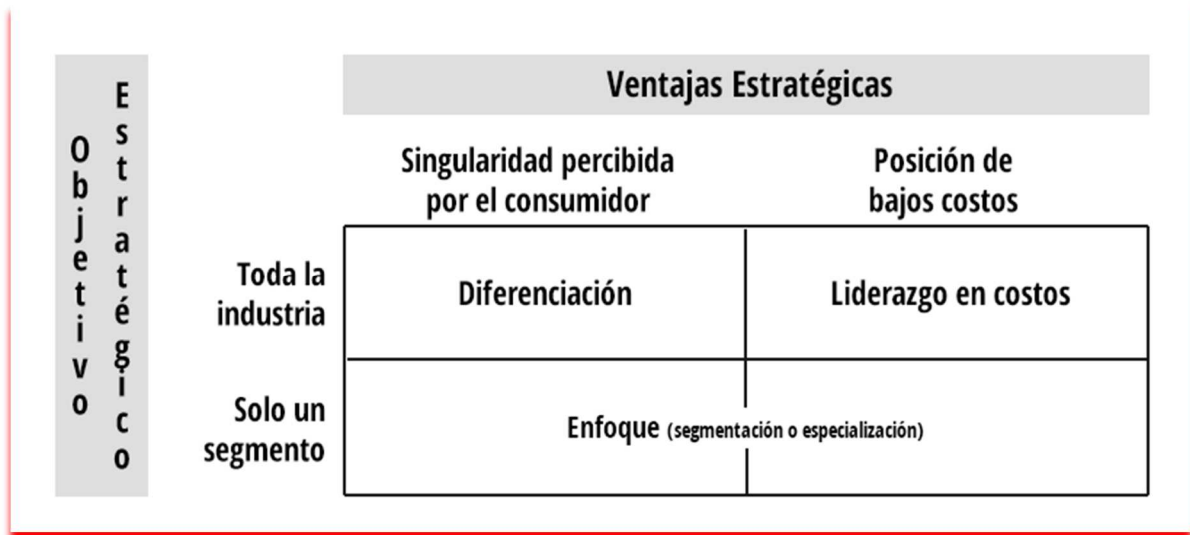 Objetivo
Estratégico
Ventajas Estratégicas
Singularidad percibida
por el consumidor
Posición de
bajos costos
Toda la
industria
Diferenciación
Liderazgo en costos
Solo un
segmento
Enfoque (segmentación o especialización)